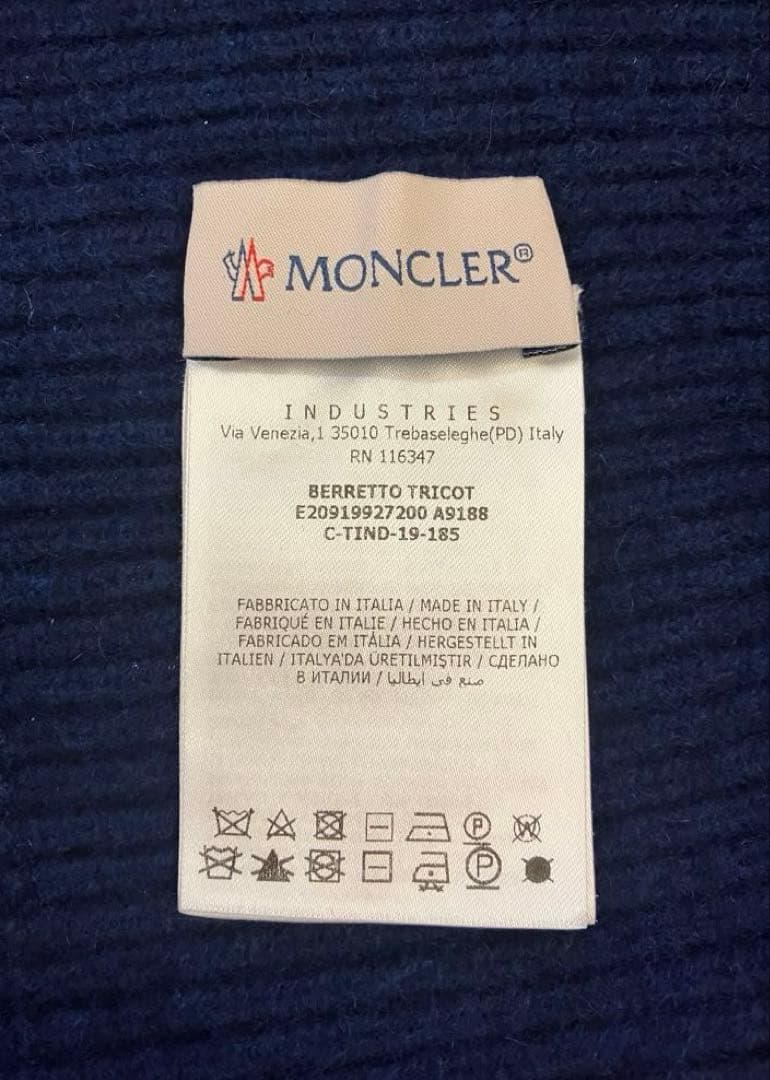 MONCLER®
INDUSTRIES
Via Venezia,1 35010 Trebaseleghe(PD) Italy
RN 116347
BERRETTO TRICOT
E20919927200 A9188
C-TIND-19-185
FABBRICATO IN ITALIA / MADE IN ITALY /
FABRIQUÉ EN ITALIE / HECHO EN ITALIA /
FABRICADO EM ITÁLIA / HERGESTELLT IN
ITALIEN / ITALYA'DA ÜRETILMIŞTIR / СДЕЛАНО
В ИТАЛИИ / صنع في ايطاليا
P W
P